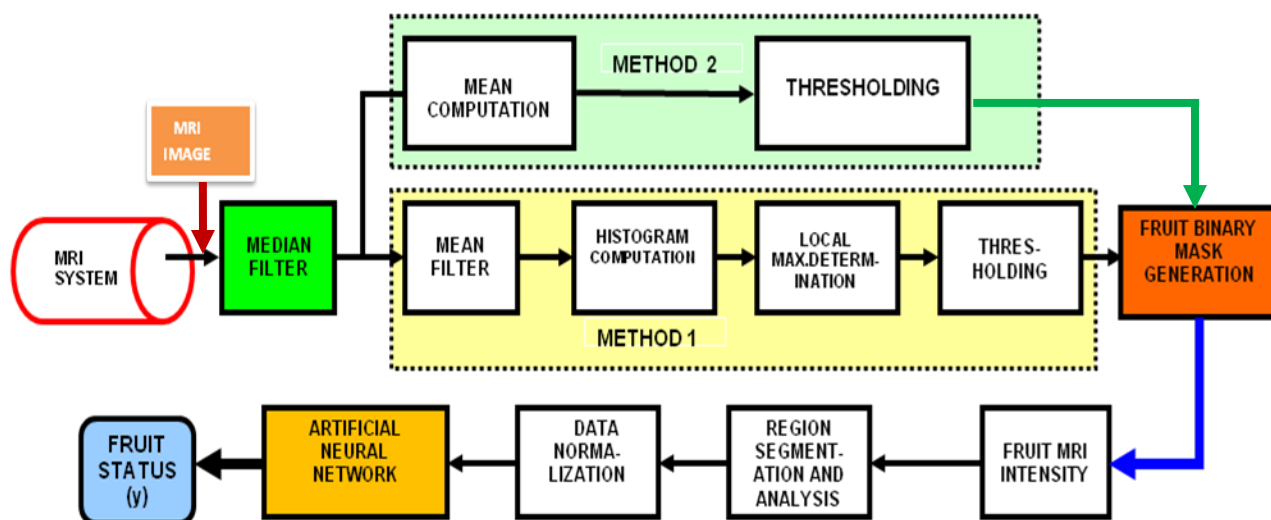 MEAN
COMPUTATION
METHOD 2
THRESHOLDING
MRI
IMAGE
MRI
SYSTEM
MEDIAN
FILTER
MEAN
FILTER
HISTOGRAM
COMPUTATION
LOCAL
MAX.DETERM-
INATION
THRES-
HOLDING
METHOD 1
FRUIT BINARY
MASK
GENERATION
FRUIT
STATUS
(y)
ARTIFICIAL
NEURAL
NETWORK
DATA
NORMA-
LIZATION
REGION
SEGMENT-
ATION AND
ANALYSIS
FRUIT MRI
INTENSITY